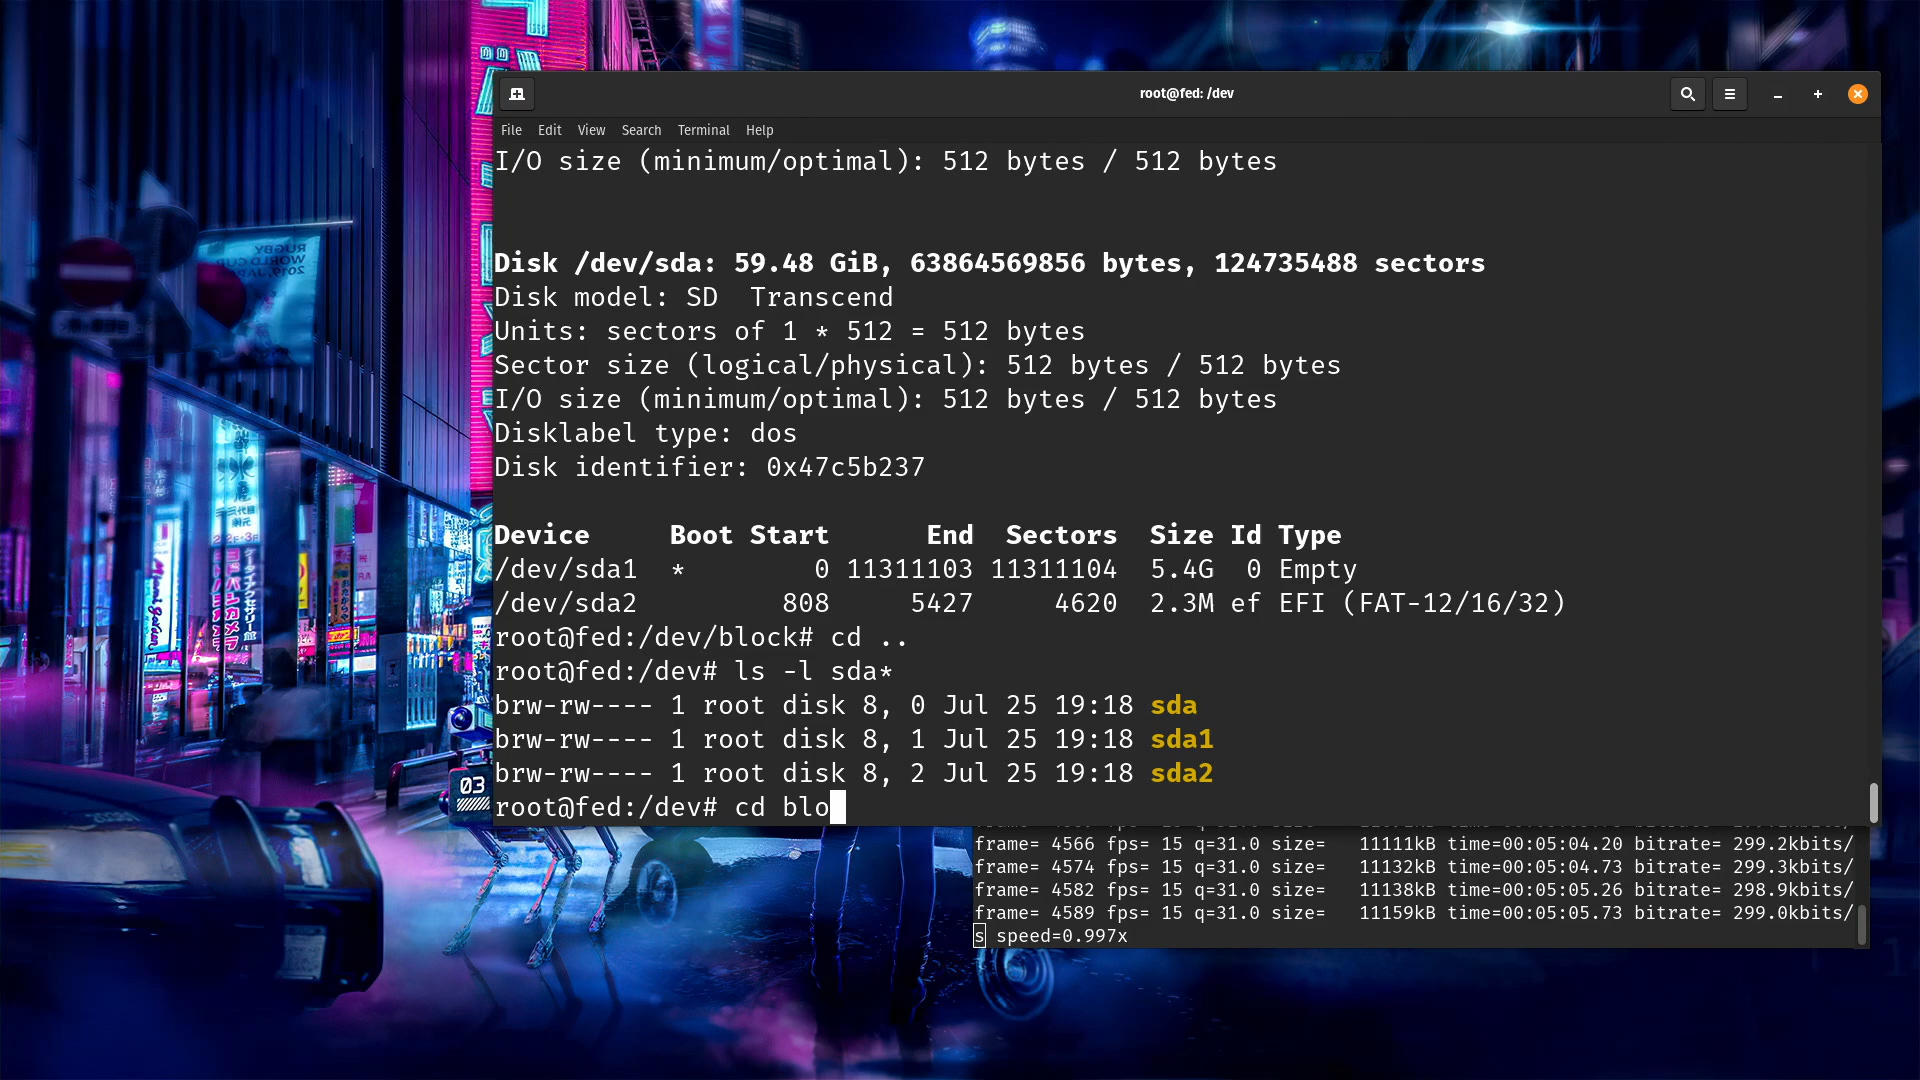 root@fed: /dev
File Edit View Search Terminal Help
I/O size (minimum/optimal): 512 bytes / 512 bytes
Disk /dev/sda: 59.48 GiB, 63864569856 bytes, 124735488 sectors
Disk model: SD  Transcend
Units: sectors of 1 * 512 = 512 bytes
Sector size (logical/physical): 512 bytes / 512 bytes
I/O size (minimum/optimal): 512 bytes / 512 bytes
Disklabel type: dos
Disk identifier: 0x47c5b237
Device     Boot Start      End  Sectors  Size Id Type
/dev/sda1  *        0 11311103 11311104  5.4G  0 Empty
/dev/sda2         808     5427     4620  2.3M ef EFI (FAT-12/16/32)
root@fed:/dev/block# cd ..
root@fed:/dev# ls -l sda*
brw-rw---- 1 root disk 8, 0 Jul 25 19:18 sda
brw-rw---- 1 root disk 8, 1 Jul 25 19:18 sda1
brw-rw---- 1 root disk 8, 2 Jul 25 19:18 sda2
root@fed:/dev# cd blo
frame= 4566 fps= 15 q=31.0 size=   11111kB time=00:05:04.20 bitrate= 299.2kbits/
frame= 4574 fps= 15 q=31.0 size=   11132kB time=00:05:04.73 bitrate= 299.3kbits/
frame= 4582 fps= 15 q=31.0 size=   11138kB time=00:05:05.26 bitrate= 298.9kbits/
frame= 4589 fps= 15 q=31.0 size=   11159kB time=00:05:05.73 bitrate= 299.0kbits/
s speed=0.997x
RUGBY
WORLD CUP
2019, JAPAN
03